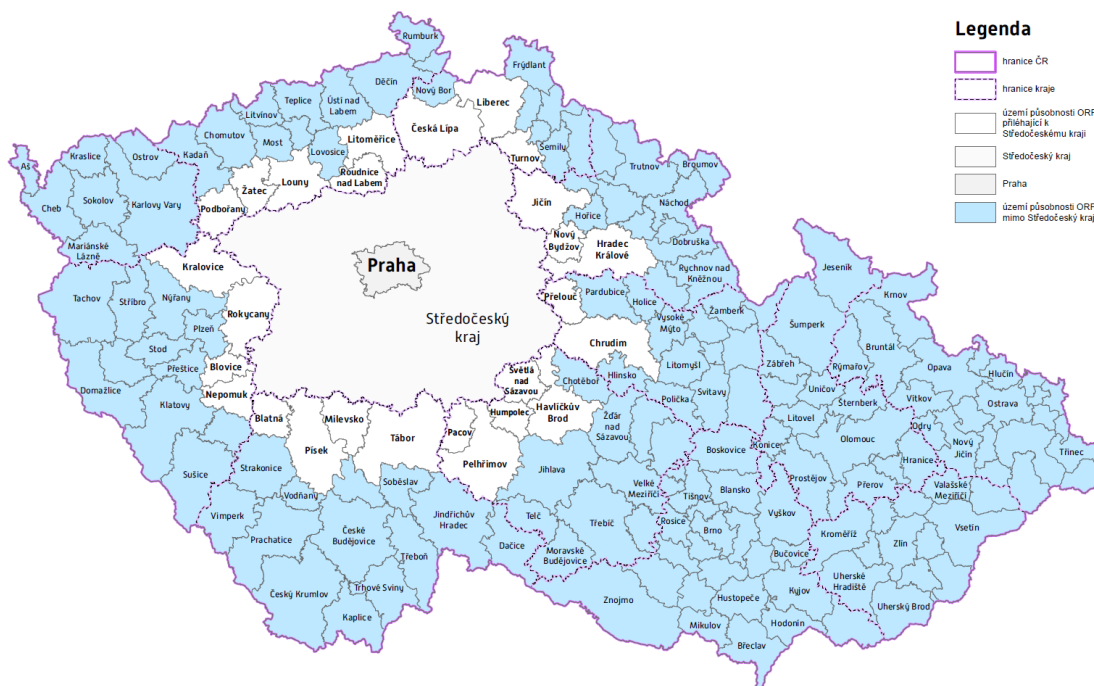 Legenda
hranice ČR
hranice kraje
území působnosti ORP
přiléhající k
Středočeskému kraji
Středočeský kraj
Praha
území působnosti ORP
mimo Středočeský kraj
Rumburk
Frýdlant
Děčín
Nový Bor
Liberec
Teplice
Ústí nad
Labem
Litvínov
Česká Lípa
Chomutov
Most
Litoměřice
Lovosice
Turnov
Semily
Trutnov
Broumov
Kraslice
Ostrov
Kadaň
Aš
Roudnice
nad Labem
Louny
Žatec
Podbořany
Sokolov
Karlovy Vary
Cheb
Jičín
Náchod
Hořice
Nový
Bydžov
Hradec
Králové
Dobruška
Mariánské
Lázně
Kralovice
Praha
Rychnov nad
Kněžnou
Jeseník
Tachov
Stříbro
Nýřany
Rokycany
Přelouč
Pardubice
Holice
Krnov
Plzeň
Středočeský
kraj
Vysoké
Mýto
Žamberk
Šumperk
Stod
Chrudim
Bruntál
Přeštice
Blovice
Světlá
nad
Sázavou
Chotěboř
Hlinsko
Litomyšl
Zábřeh
Rýmařov
Opava
Hlučín
Domažlice
Nepomuk
Klatovy
Polička
Svitavy
Uničov
Šternberk
Vítkov
Ostrava
Blatná
Milevsko
Humpolec
Havlíčkův
Brod
Žďár
nad
Sázavou
Litovel
Odry
Písek
Tábor
Pacov
Pelhřimov
Boskovice
Konice
Olomouc
Nový
Jičín
Třinec
Sušice
Strakonice
Soběslav
Jihlava
Hranice
Vodňany
Velké
Meziříčí
Tišnov
Blansko
Prostějov
Přerov
Valašské
Meziříčí
Vimperk
Jindřichův
Hradec
Telč
Třebíč
Rosice
Brno
Vyškov
Vsetín
Prachatice
České
Budějovice
Třeboň
Dačice
Moravské
Budějovice
Bučovice
Kroměříž
Zlín
Český Krumlov
Trhové Sviny
Znojmo
Hustopeče
Kyjov
Uherské
Hradiště
Uherský Brod
Kaplice
Mikulov
Hodonín
Břeclav